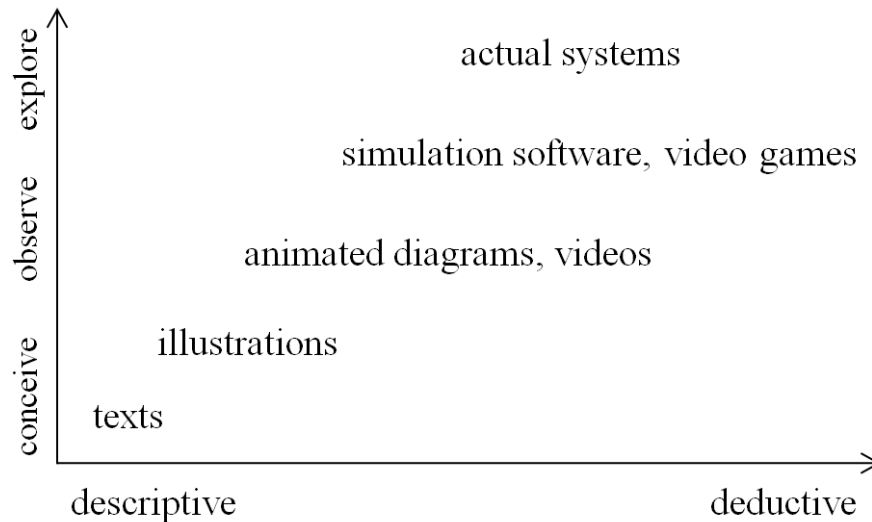 explore
actual systems
simulation software, video games
observe
animated diagrams, videos
illustrations
conceive
texts
descriptive
deductive